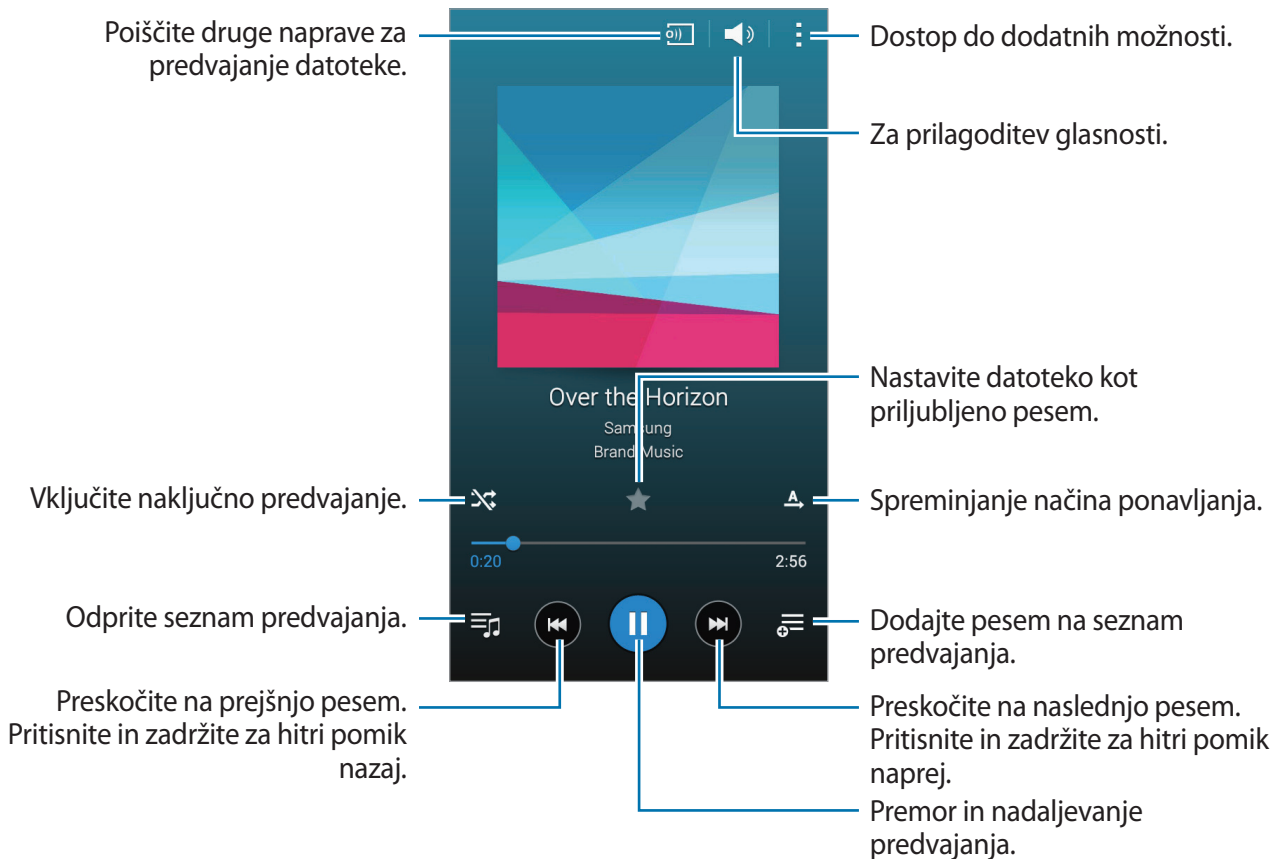 Poiščite druge naprave za
predvajanje datoteke.
Dostop do dodatnih možnosti.
Za prilagoditev glasnosti.
Nastavite datoteko kot
priljubljeno pesem.
Over the Horizon
Samsung
Brand Music
Vključite naključno predvajanje.
A
Spreminjanje načina ponavljanja.
0:20
2:56
Odprite seznam predvajanja.
Dodajte pesem na seznam
predvajanja.
Preskočite na prejšnjo pesem.
Pritisnite in zadržite za hitri pomik
nazaj.
Preskočite na naslednjo pesem.
Pritisnite in zadržite za hitri pomik
naprej.
Premor in nadaljevanje
predvajanja.